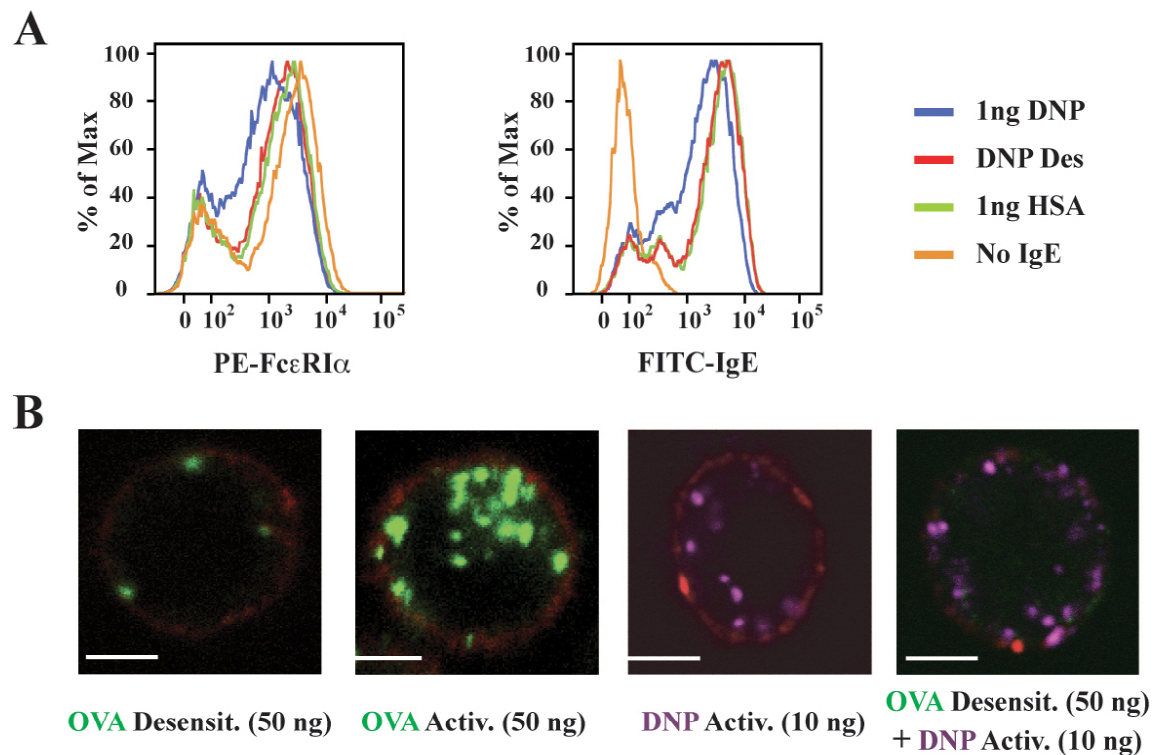 A
100
80
60
40
20
0
% of Max
0 10² 10³ 10⁴ 10⁵
PE-FcεRIα
100
80
60
40
20
0
% of Max
0 10² 10³ 10⁴ 10⁵
FITC-IgE
1ng DNP
DNP Des
1ng HSA
No IgE
B
OVA Desensit. (50 ng)
OVA Activ. (50 ng)
DNP Activ. (10 ng)
OVA Desensit. (50 ng)
+ DNP Activ. (10 ng)